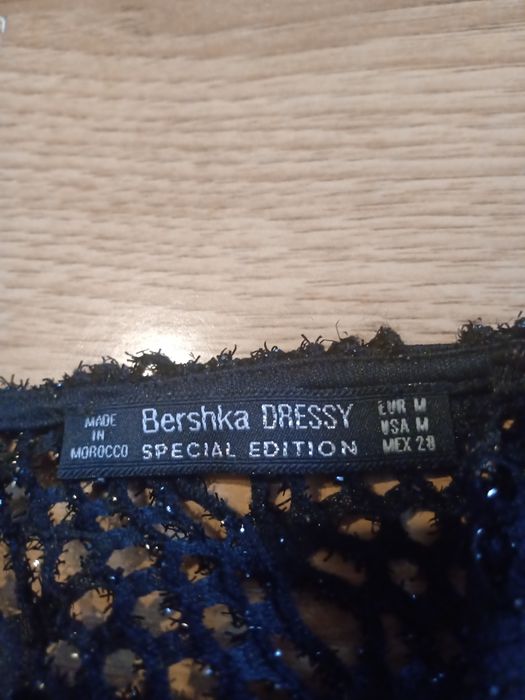 MADE
IN
MOROCCO
Bershka DRESSY
SPECIAL EDITION
EUR M
USA M
MEX 28